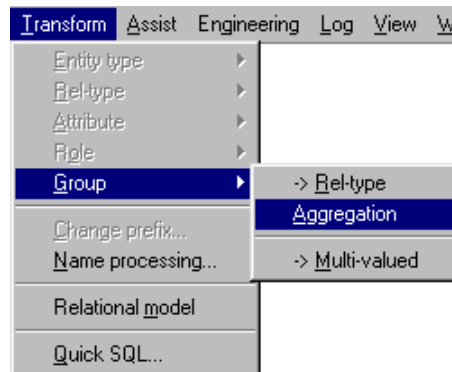 Transform Assist Engineering Log View W
Entity type
Rel-type
Attribute
Role
Group
-> Rel-type
Aggregation
Change prefix...
Name processing...
-> Multi-valued
Relational model
Quick SQL...